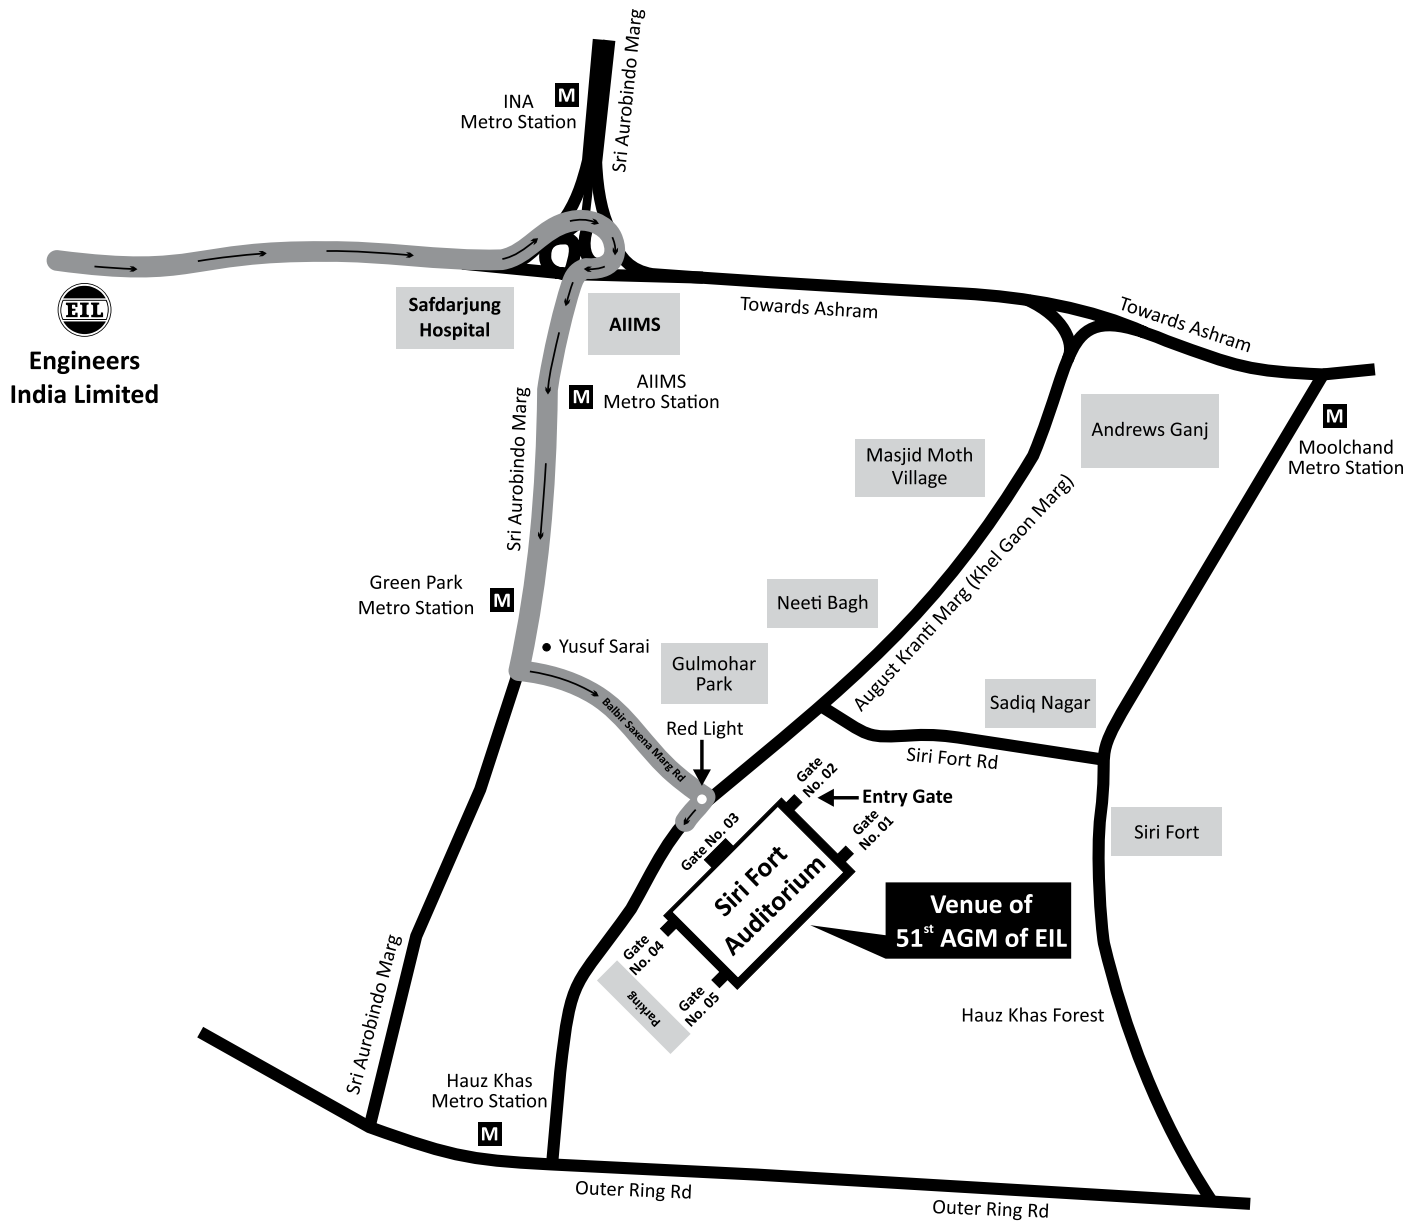 Sri Aurobindo Marg
M
INA
Metro Station
EIL
Engineers
India Limited
Safdarjung
Hospital
AIIMS
Towards Ashram
Towards Ashram
M
AIIMS
Metro Station
Sri Aurobindo Marg
Andrews Ganj
M
Moolchand
Metro Station
Masjid Moth
Village
August Kranti Marg (Khel Gaon Marg)
Green Park
Metro Station
M
Neeti Bagh
Yusuf Sarai
Gulmohar
Park
Sadiq Nagar
Balbir Saxena Marg Rd
Red Light
Siri Fort Rd
Gate
No. 02
Entry Gate
Gate
No. 01
Gate No. 03
Siri Fort
Siri Fort
Auditorium
Venue of
51st AGM of EIL
Gate
No. 04
Gate
No. 05
Parking
Hauz Khas Forest
Sri Aurobindo Marg
Hauz Khas
Metro Station
M
Outer Ring Rd
Outer Ring Rd